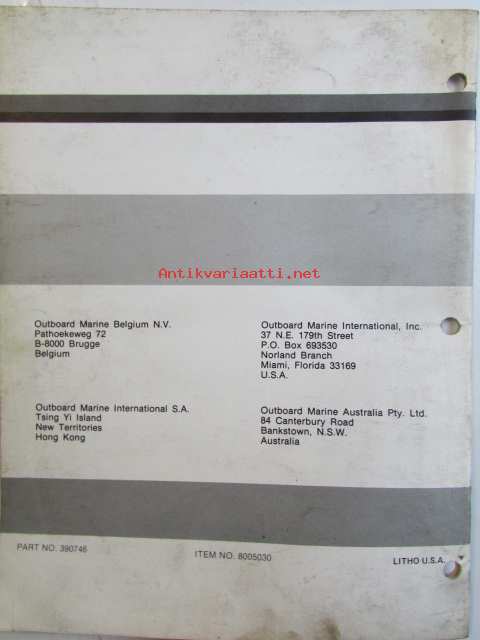 Antikvariaatti.net
Outboard Marine Belgium N.V.
Pathoekeweg 72
B-8000 Brugge
Belgium
Outboard Marine International, Inc.
37 N.E. 179th Street
P.O. Box 693530
Norland Branch
Miami, Florida 33169
U.S.A.
Outboard Marine International S.A.
Tsing Yi Island
New Territories
Hong Kong
Outboard Marine Australia Pty. Ltd.
84 Canterbury Road
Bankstown, N.S.W.
Australia
PART NO. 390746
ITEM NO. 8005030
LITHO U.S.A.